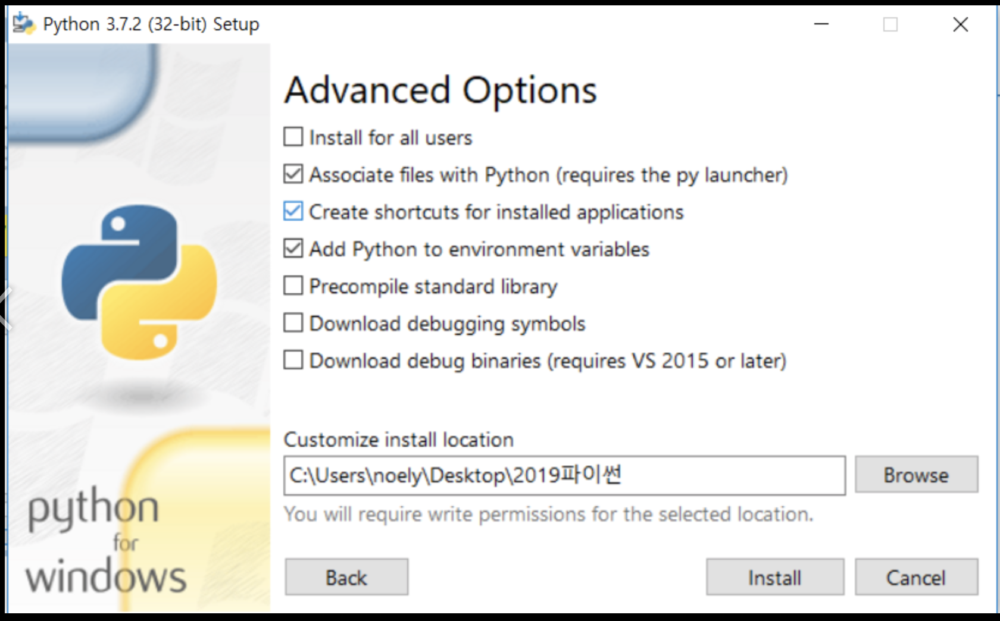 Python 3.7.2 (32-bit) Setup
Advanced Options
Install for all users
Associate files with Python (requires the py launcher)
Create shortcuts for installed applications
Add Python to environment variables
Precompile standard library
Download debugging symbols
Download debug binaries (requires VS 2015 or later)
Customize install location
C:\Users\noely\Desktop\2019파이썬
Browse
You will require write permissions for the selected location.
python
for
windows
Back
Install
Cancel